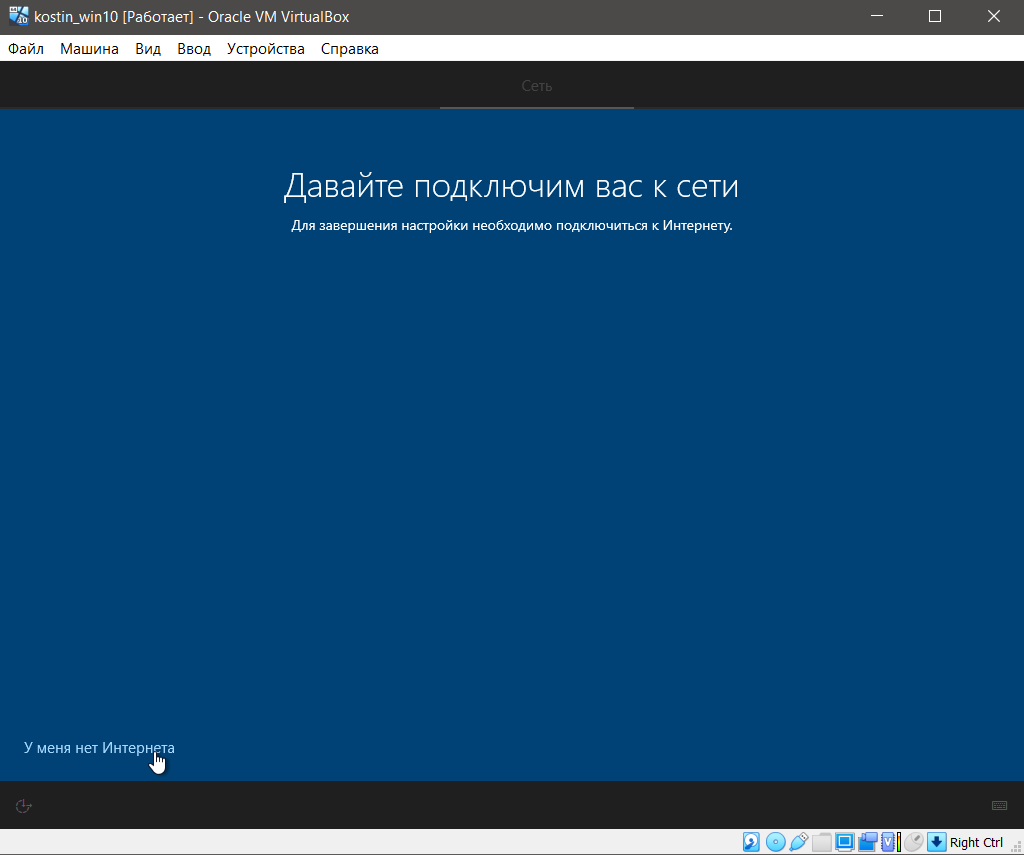 kostin_win10 [Работает] - Oracle VM VirtualBox
Файл Машина Вид Ввод Устройства Справка
Сеть
Давайте подключим вас к сети
Для завершения настройки необходимо подключиться к Интернету.
У меня нет Интернета
Right Ctrl